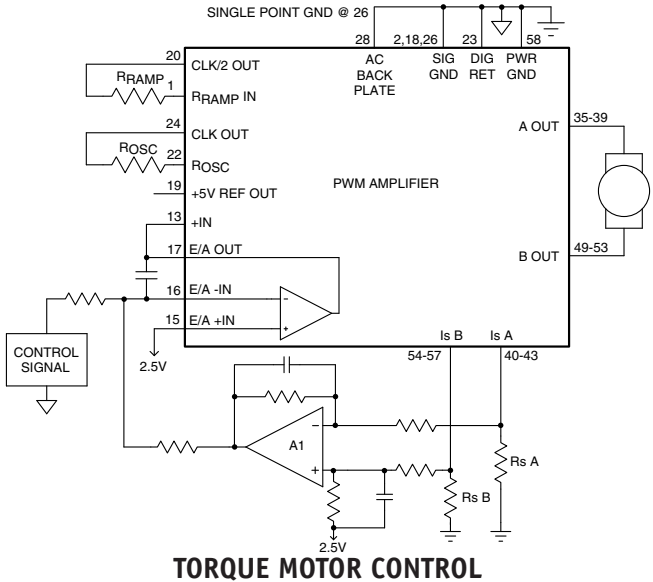 SINGLE POINT GND @ 26
28 2,18,26 23 58
AC BACK PLATE
SIG GND
DIG RET
PWR GND
20 CLK/2 OUT
RRAMP
1 RRAMP IN
24 CLK OUT
ROSC
22 ROSC
19 +5V REF OUT
13 +IN
17 E/A OUT
16 E/A -IN
15 E/A +IN
2.5V
PWM AMPLIFIER
A OUT 35-39
B OUT 49-53
Is B Is A
54-57 40-43
CONTROL
SIGNAL
− +
A1
− +
Rs A
Rs B
2.5V
TORQUE MOTOR CONTROL